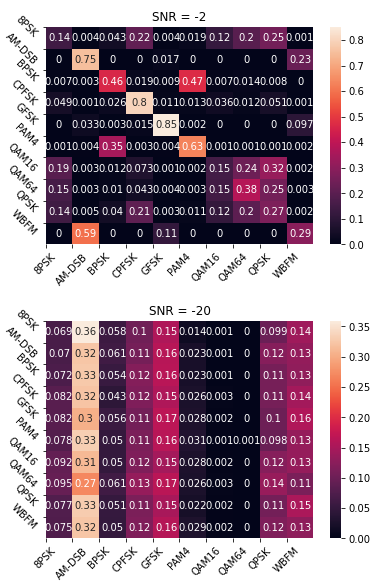 SNR = -2
8PSK 0.14 0.004 0.043 0.22 0.004 0.019 0.12 0.2 0.25 0.001
AM-DSB 0 0.75 0 0 0.017 0 0 0 0 0.23
BPSK 0.007 0.003 0.46 0.019 0.009 0.47 0.007 0.014 0.008 0
CPFSK 0.049 0.001 0.026 0.8 0.011 0.013 0.036 0.012 0.051 0.001
GFSK 0 0.033 0.003 0.015 0.85 0.002 0 0 0 0.097
PAM4 0.001 0.004 0.35 0.003 0.004 0.63 0.001 0.001 0.001 0.002
QAM16 0.19 0.003 0.012 0.073 0.001 0.002 0.15 0.24 0.32 0.002
QAM64 0.15 0.003 0.01 0.043 0.004 0.003 0.15 0.38 0.25 0.003
QPSK 0.14 0.005 0.04 0.21 0.003 0.011 0.12 0.2 0.27 0.002
WBFM 0 0.59 0 0 0.11 0 0 0 0 0.29
8PSK AM-DSB BPSK CPFSK GFSK PAM4 QAM16 QAM64 QPSK WBFM
0.8
0.7
0.6
0.5
0.4
0.3
0.2
0.1
0.0
SNR = -20
8PSK 0.069 0.36 0.058 0.1 0.15 0.014 0.001 0 0.099 0.14
AM-DSB 0.07 0.32 0.061 0.11 0.16 0.023 0.001 0 0.12 0.13
BPSK 0.072 0.33 0.054 0.12 0.16 0.023 0.001 0 0.12 0.13
CPFSK 0.082 0.32 0.043 0.12 0.15 0.026 0.003 0 0.11 0.14
GFSK 0.082 0.3 0.056 0.11 0.17 0.028 0.002 0 0.1 0.16
PAM4 0.078 0.33 0.05 0.11 0.16 0.031 0.001 0.001 0.098 0.13
QAM16 0.092 0.31 0.05 0.12 0.15 0.028 0.002 0 0.12 0.12
QAM64 0.095 0.27 0.061 0.13 0.17 0.026 0.003 0 0.14 0.11
QPSK 0.077 0.33 0.051 0.11 0.15 0.022 0.002 0 0.11 0.15
WBFM 0.075 0.32 0.05 0.12 0.16 0.029 0.002 0 0.12 0.13
8PSK AM-DSB BPSK CPFSK GFSK PAM4 QAM16 QAM64 QPSK WBFM
0.35
0.30
0.25
0.20
0.15
0.10
0.05
0.00